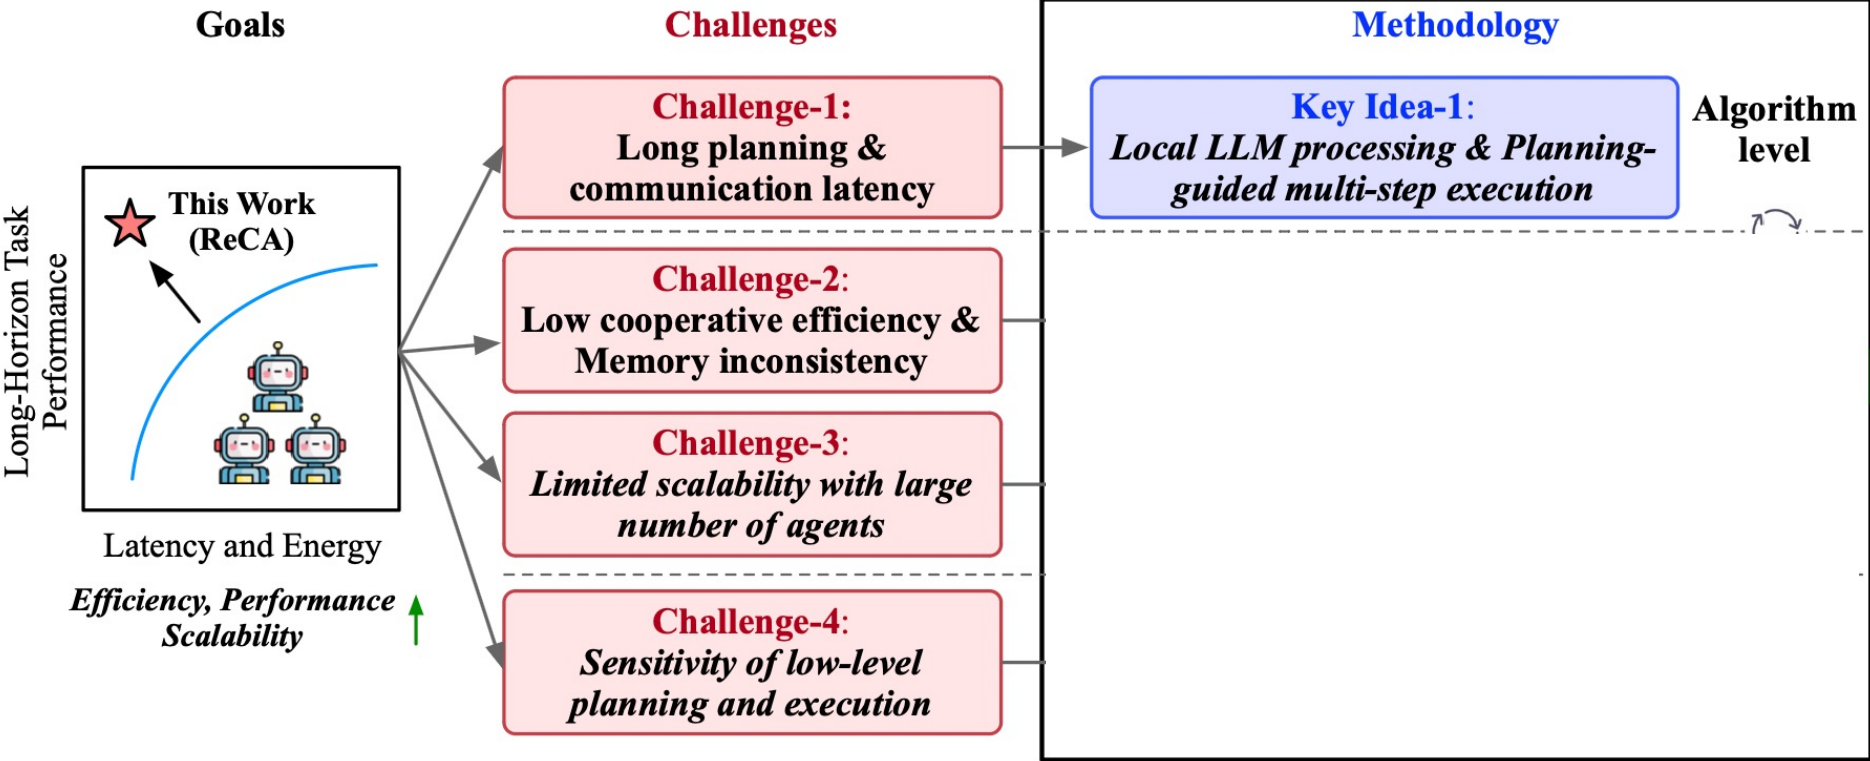 Goals
Challenges
Methodology
Long-Horizon Task
Performance
This Work
(ReCA)
Latency and Energy
Efficiency, Performance
Scalability
Challenge-1:
Long planning &
communication latency
Key Idea-1:
Local LLM processing & Planning-
guided multi-step execution
Algorithm
level
Challenge-2:
Low cooperative efficiency &
Memory inconsistency
Challenge-3:
Limited scalability with large
number of agents
Challenge-4:
Sensitivity of low-level
planning and execution